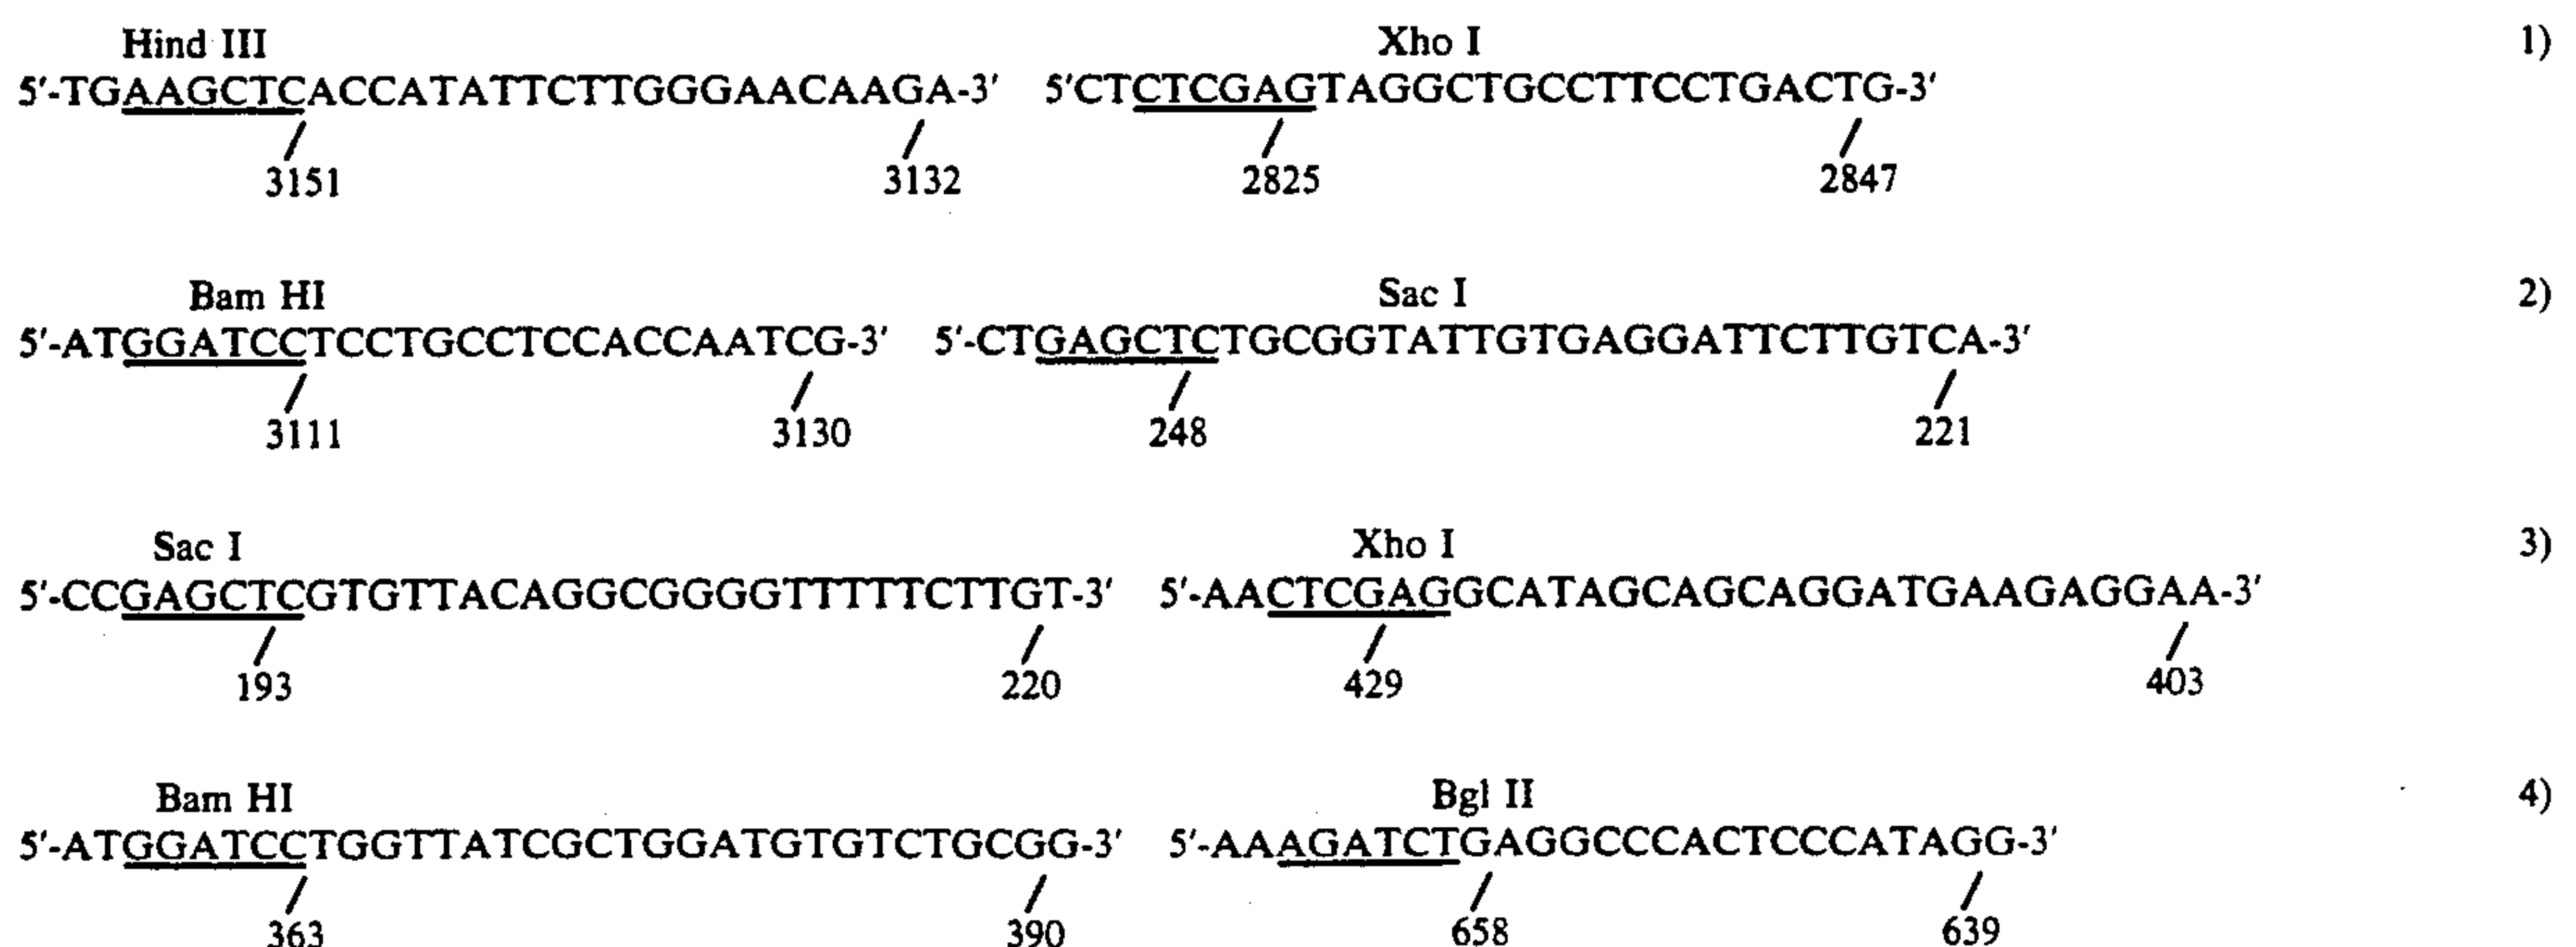 Hind III Xho I 1)
5'-TGAAGCTCACCATATTCTTGGGAACAAGA-3' 5'CTCTCGAGTAGGCTGCCTTCCTGACTG-3'
3151 3132 2825 2847
Bam HI Sac I 2)
5'-ATGGATCCTCCTGCCTCCACCAATCG-3' 5'-CTGAGCTCTGCGGTATTGTGAGGATTCTTGTCA-3'
3111 3130 248 221
Sac I Xho I 3)
5'-CCGAGCTCGTGTTACAGGCGGGGTTTTTCTTGT-3' 5'-AACTCGAGGCATAGCAGCAGGATGAAGAGGAA-3'
193 220 429 403
Bam HI Bgl II 4)
5'-ATGGATCCTGGTTATCGCTGGATGTGTCTGCGG-3' 5'-AAAGATCTGAGGCCCACTCCCATAGG-3'
363 390 658 639